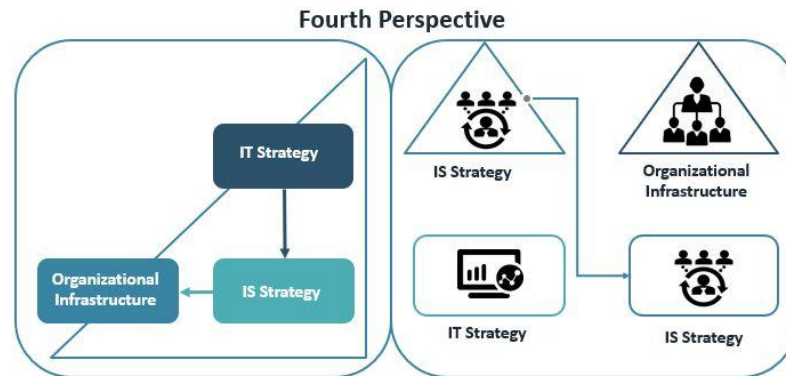 Fourth Perspective
IT Strategy
Organizational
Infrastructure
IS Strategy
IS Strategy
Organizational
Infrastructure
IT Strategy
IS Strategy